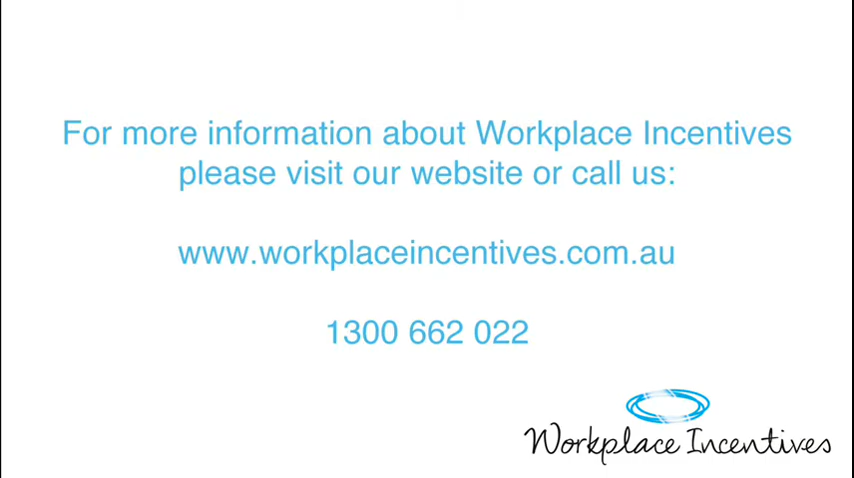 For more information about Workplace Incentives
please visit our website or call us:
www.workplaceincentives.com.au
1300 662 022
Workplace Incentives